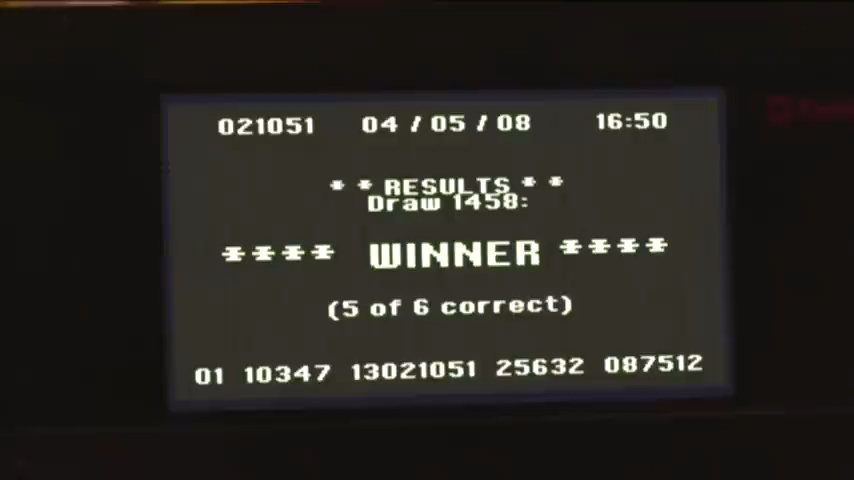 021051 04 / 05 / 08 16:50
* * RESULTS * *
Draw 1458:
**** WINNER ****
(5 of 6 correct)
01 10347 13021051 25632 087512